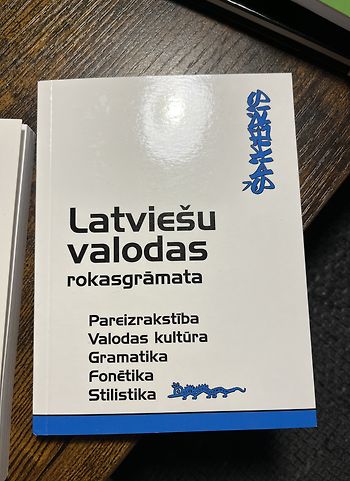 Latviešu
valodas
rokasgrāmata
Pareizrakstība
Valodas kultūra
Gramatika
Fonētika
Stilistika